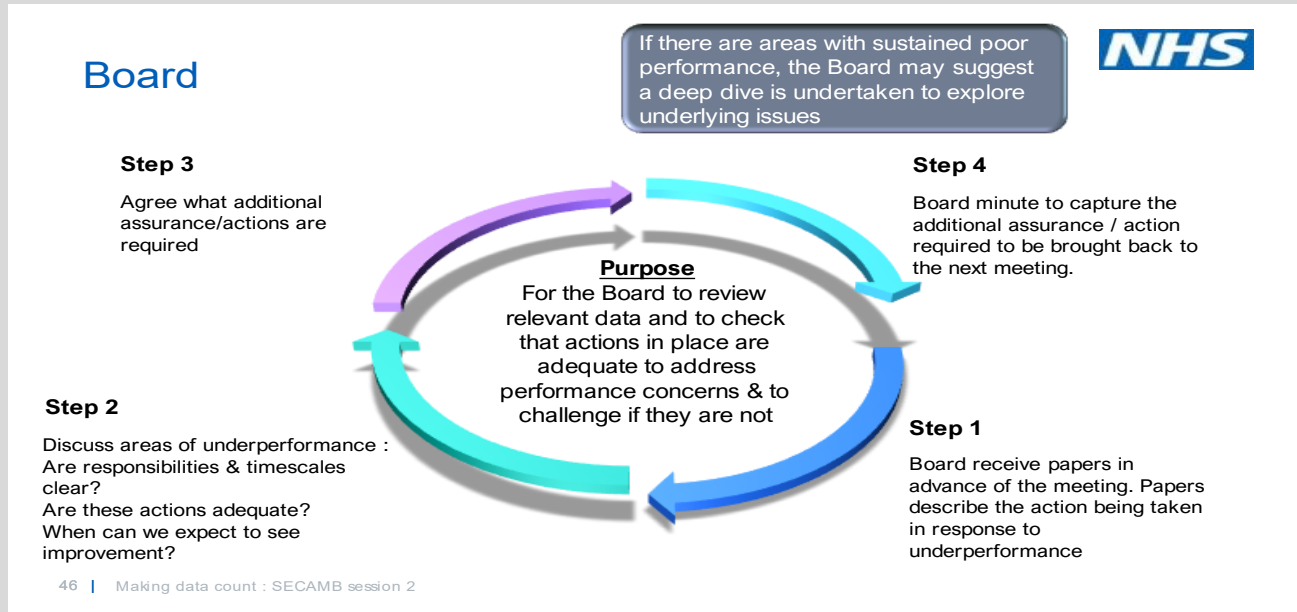 Board
If there are areas with sustained poor
performance, the Board may suggest
a deep dive is undertaken to explore
underlying issues
NHS
Step 3
Agree what additional
assurance/actions are
required
Step 4
Board minute to capture the
additional assurance / action
required to be brought back to
the next meeting.
Purpose
For the Board to review
relevant data and to check
that actions in place are
adequate to address
performance concerns & to
challenge if they are not
Step 2
Discuss areas of underperformance :
Are responsibilities & timescales
clear?
Are these actions adequate?
When can we expect to see
improvement?
Step 1
Board receive papers in
advance of the meeting. Papers
describe the action being taken
in response to
underperformance
46 | Making data count : SECAMB session 2